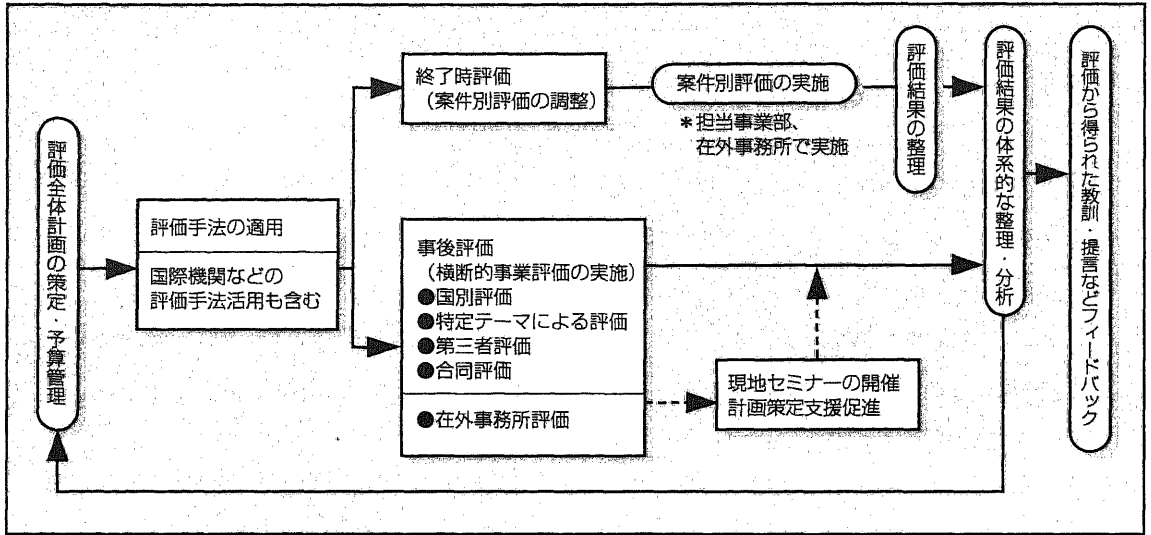 評価全体計画の策定・予算管理
評価手法の適用
国際機関などの
評価手法活用も含む
終了時評価
（案件別評価の調整）
案件別評価の実施
＊担当事業部、
在外事務所で実施
評価結果の整理
事後評価
（横断的事業評価の実施）
●国別評価
●特定テーマによる評価
●第三者評価
●合同評価
●在外事務所評価
現地セミナーの開催
計画策定支援促進
評価結果の体系的な整理・分析
評価から得られた教訓・提言などフィードバック